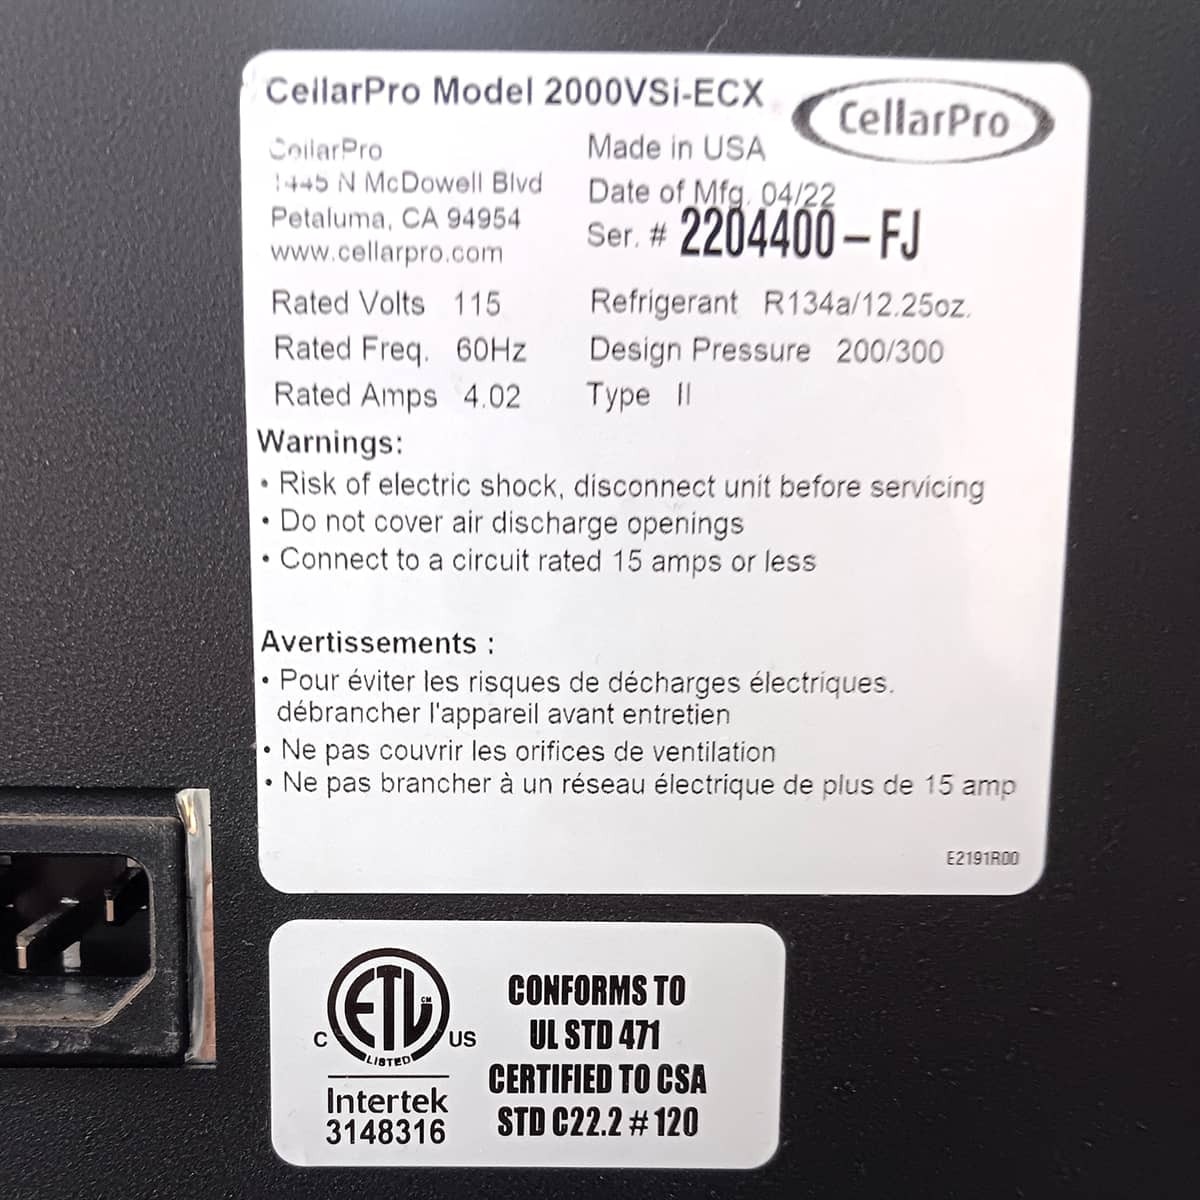 CellarPro Model 2000VSi-ECX
CellarPro
CellarPro
1445 N McDowell Blvd
Petaluma, CA 94954
www.cellarpro.com
Made in USA
Date of Mfg. 04/22
Ser. # 2204400-FJ
Rated Volts 115
Rated Freq. 60Hz
Rated Amps 4.02
Refrigerant R134a/12.25oz.
Design Pressure 200/300
Type II
Warnings:
• Risk of electric shock, disconnect unit before servicing
• Do not cover air discharge openings
• Connect to a circuit rated 15 amps or less
Avertissements :
• Pour éviter les risques de décharges électriques.
débrancher l'appareil avant entretien
• Ne pas couvrir les orifices de ventilation
• Ne pas brancher à un réseau électrique de plus de 15 amp
E2191R00
C ETL CM US
LISTED
Intertek
3148316
CONFORMS TO
UL STD 471
CERTIFIED TO CSA
STD C22.2 # 120